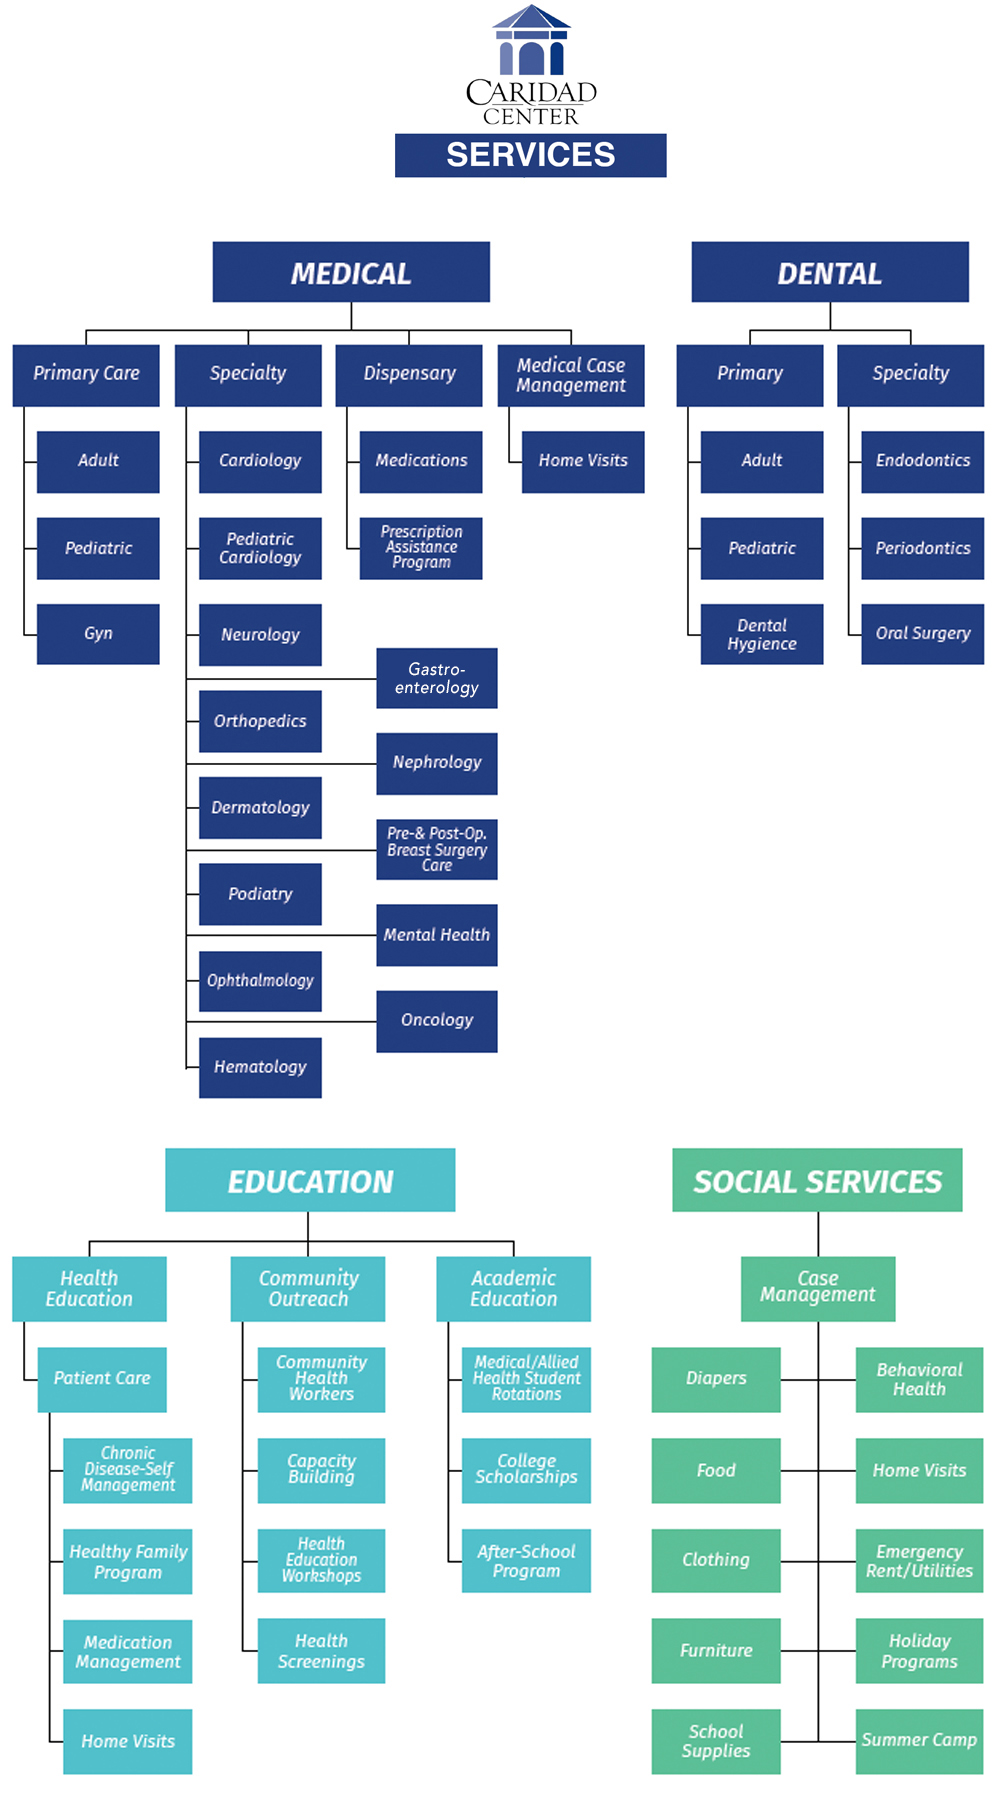 CARIDAD
CENTER
SERVICES
MEDICAL
Primary Care
Adult
Pediatric
Gyn
Specialty
Cardiology
Pediatric
Cardiology
Neurology
Gastro-
enterology
Orthopedics
Nephrology
Dermatology
Pre-& Post-Op.
Breast Surgery
Care
Podiatry
Mental Health
Ophthalmology
Oncology
Hematology
Dispensary
Medications
Prescription
Assistance
Program
Medical Case
Management
Home Visits
DENTAL
Primary
Adult
Pediatric
Dental
Hygience
Specialty
Endodontics
Periodontics
Oral Surgery
EDUCATION
Health
Education
Patient Care
Chronic
Disease-Self
Management
Healthy Family
Program
Medication
Management
Home Visits
Community
Outreach
Community
Health
Workers
Capacity
Building
Health
Education
Workshops
Health
Screenings
Academic
Education
Medical/Allied
Health Student
Rotations
College
Scholarships
After-School
Program
SOCIAL SERVICES
Case
Management
Diapers
Behavioral
Health
Food
Home Visits
Clothing
Emergency
Rent/Utilities
Furniture
Holiday
Programs
School
Supplies
Summer Camp